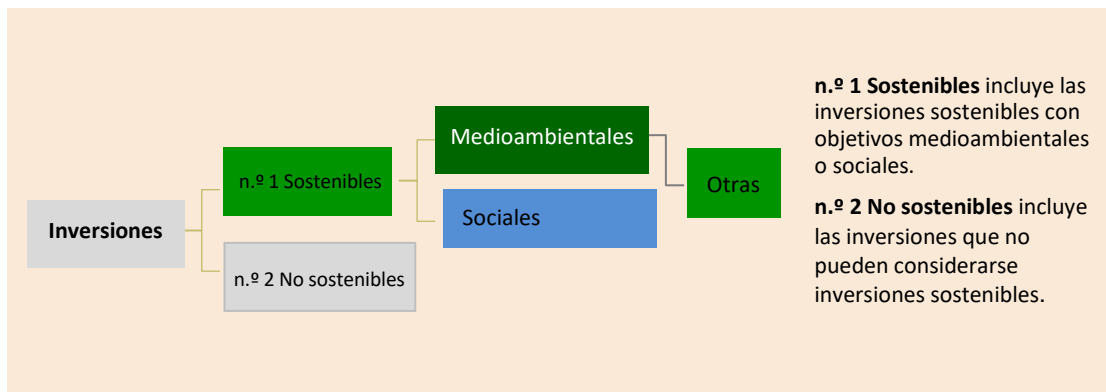 Inversiones
n.º 1 Sostenibles
n.º 2 No sostenibles
Medioambientales
Sociales
Otras
n.º 1 Sostenibles incluye las
inversiones sostenibles con
objetivos medioambientales
o sociales.
n.º 2 No sostenibles incluye
las inversiones que no
pueden considerarse
inversiones sostenibles.